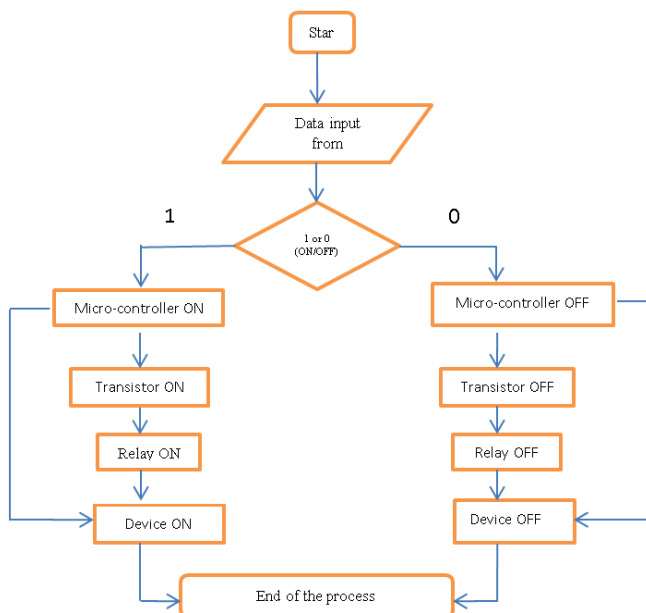 Star
Data input
from
1
0
1 or 0
(ON/OFF)
Micro-controller ON
Micro-controller OFF
Transistor ON
Transistor OFF
Relay ON
Relay OFF
Device ON
Device OFF
End of the process